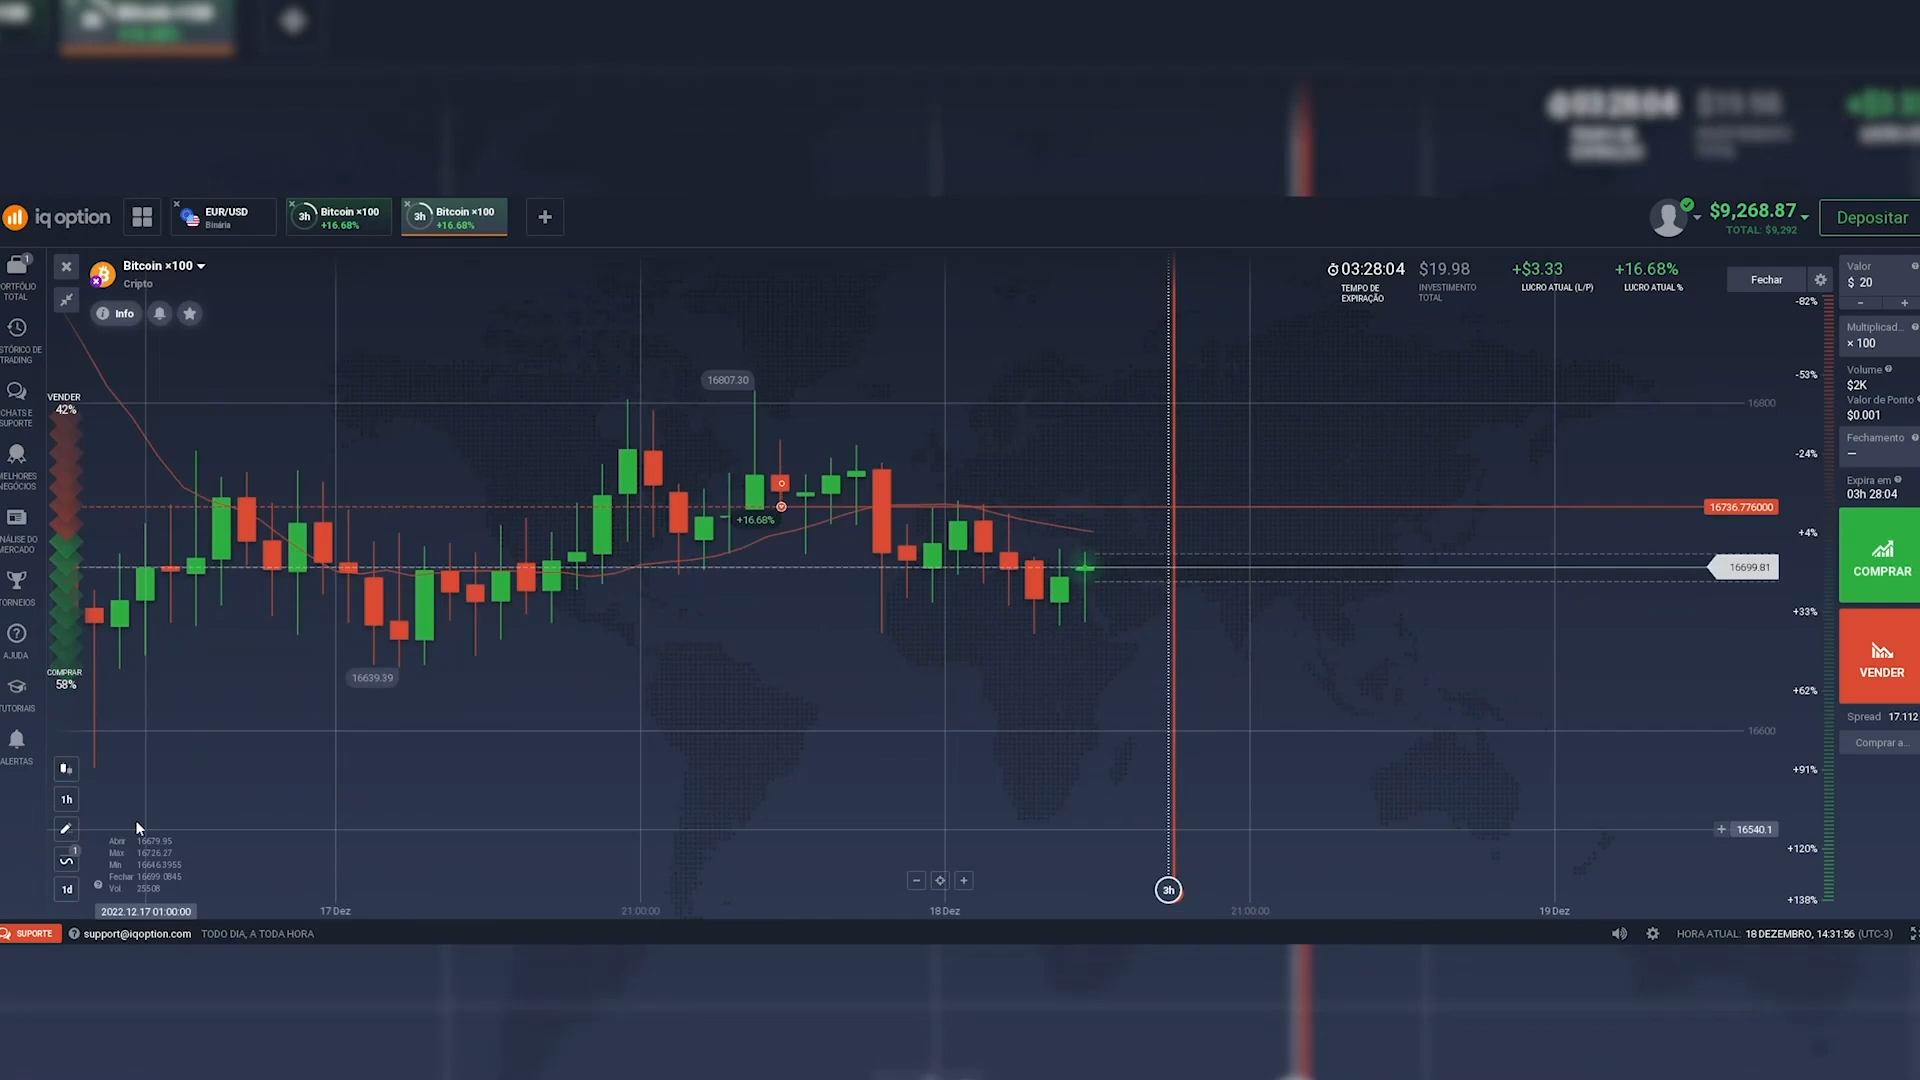 iq option
EUR/USD
Binária
3h
Bitcoin ×100
+16.68%
3h
Bitcoin ×100
+16.68%
+
$9,268.87
TOTAL: $9,292
Depositar
1
PORTFÓLIO
TOTAL
STÓRICO DE
TRADING
CHATS E
SUPORTE
MELHORES
NEGÓCIOS
NÁLISE DO
MERCADO
TORNEIOS
AJUDA
TUTORIAIS
ALERTAS
Bitcoin ×100
Cripto
Info
VENDER
42%
COMPRAR
58%
03:28:04
TEMPO DE
EXPIRAÇÃO
$19.98
INVESTIMENTO
TOTAL
+$3.33
LUCRO ATUAL (L/P)
+16.68%
LUCRO ATUAL %
Fechar
16807.30
+16.68%
16639.39
16800
16736.776000
16699.81
16600
16540.1
-82%
-53%
-24%
+4%
+33%
+62%
+91%
+120%
+138%
Valor
$ 20
Multiplicad...
× 100
Volume
$2K
Valor de Ponto
$0.001
Fechamento
—
Expira em
03h 28:04
COMPRAR
VENDER
Spread 17.112
Comprar a...
1h
1
1d
Abrir 16679.95
Máx 16726.27
Mín 16646.3955
Fechar 16699.0845
Vol. 25508
3h
2022.12.17 01:00:00
17 Dez
21:00:00
18 Dez
21:00:00
19 Dez
SUPORTE
support@iqoption.com
TODO DIA, A TODA HORA
HORA ATUAL: 18 DEZEMBRO, 14:31:56 (UTC-3)